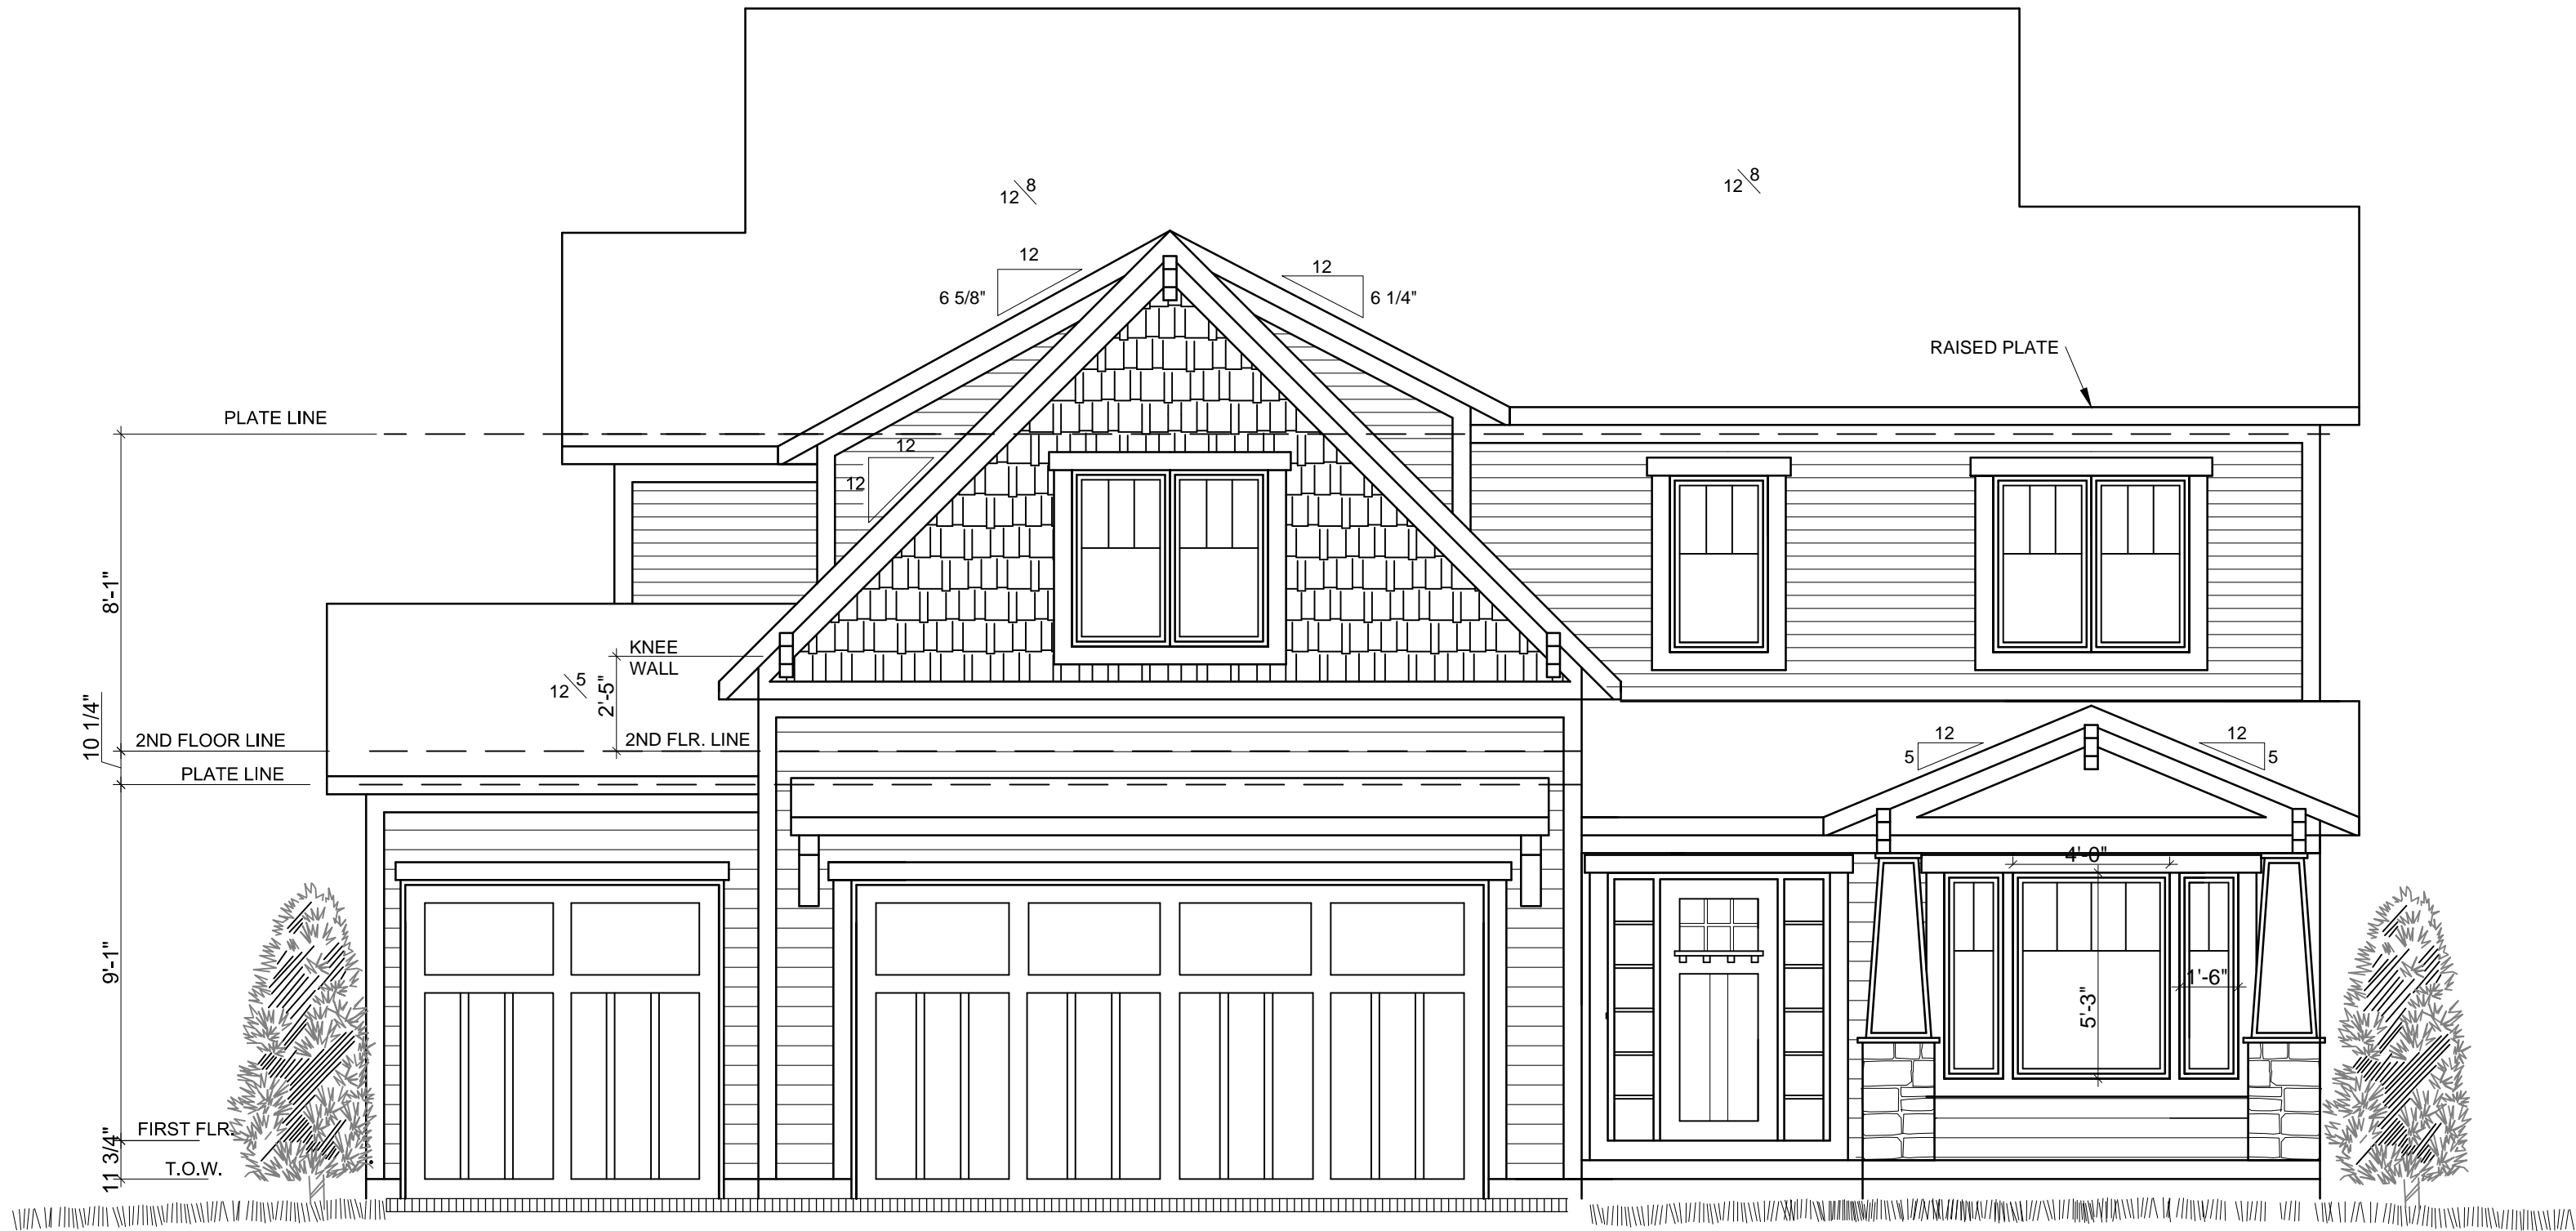 8
12
8
12
12
12
6 5/8"
6 1/4"
RAISED PLATE
PLATE LINE
12
12
8'-1"
KNEE
WALL
5
12
2'-5"
10 1/4"
2ND FLOOR LINE
2ND FLR. LINE
12
12
5
5
PLATE LINE
4'-0"
9'-1"
1'-6"
5'-3"
FIRST FLR.
11 3/4"
T.O.W.